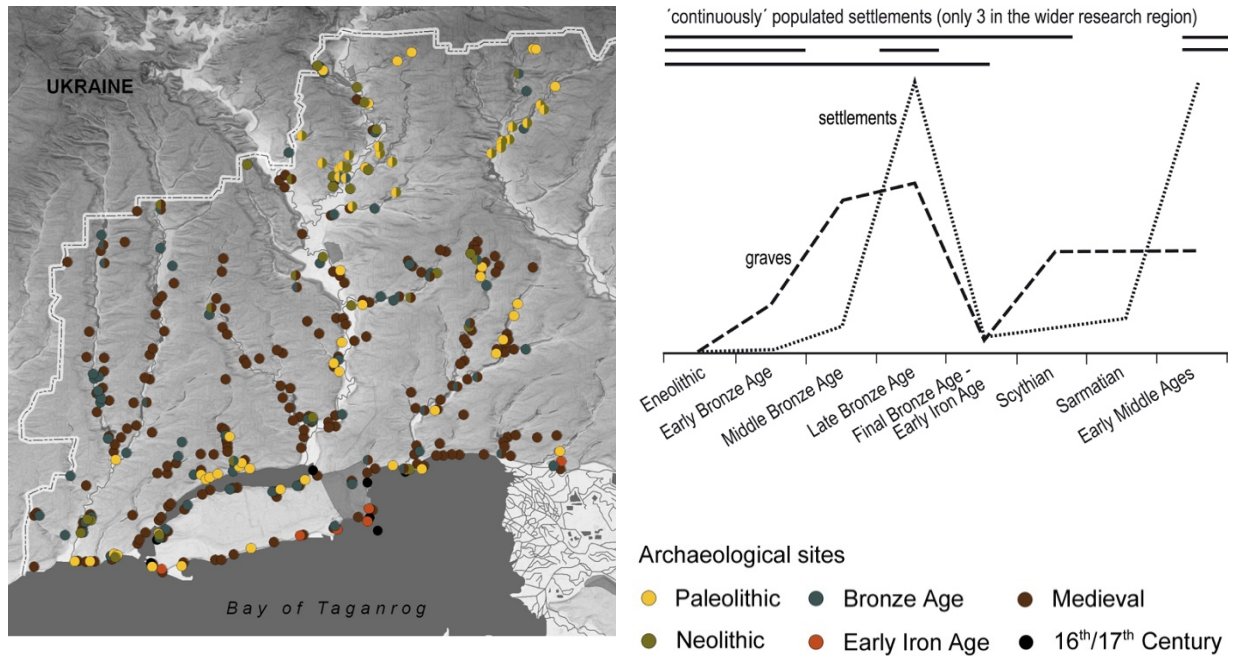 UKRAINE
Bay of Taganrog
´continuously´ populated settlements (only 3 in the wider research region)
settlements
graves
Eneolithic
Early Bronze Age
Middle Bronze Age
Late Bronze Age
Final Bronze Age -
Early Iron Age
Scythian
Sarmatian
Early Middle Ages
Archaeological sites
Paleolithic
Bronze Age
Medieval
Neolithic
Early Iron Age
16th/17th Century